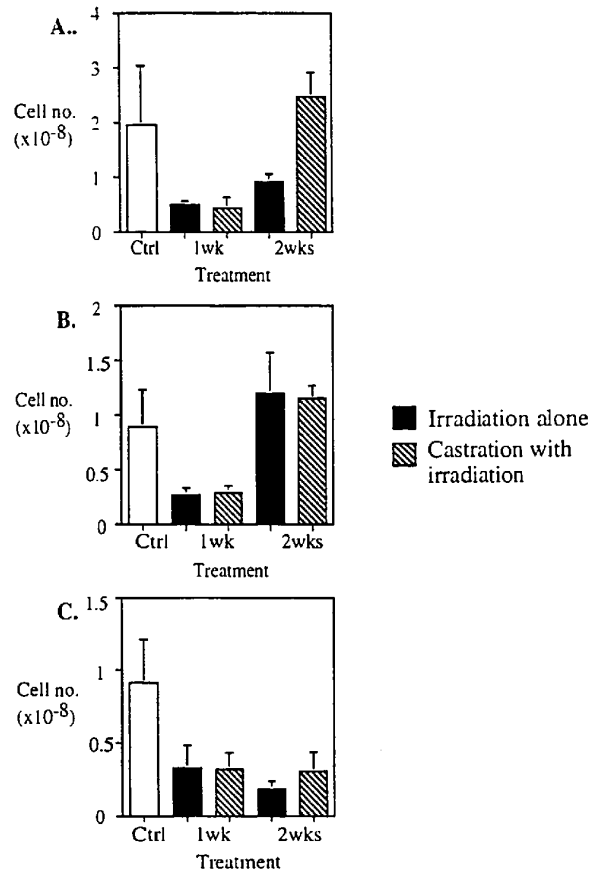 A..
4
3
2
1
0
Cell no.
(x10⁻⁸)
Ctrl 1wk 2wks
Treatment
B.
2
1.5
1
0.5
0
Cell no.
(x10⁻⁸)
Ctrl 1wk 2wks
Treatment
Irradiation alone
Castration with
irradiation
C.
1.5
1
0.5
0
Cell no.
(x10⁻⁸)
Ctrl 1wk 2wks
Treatment